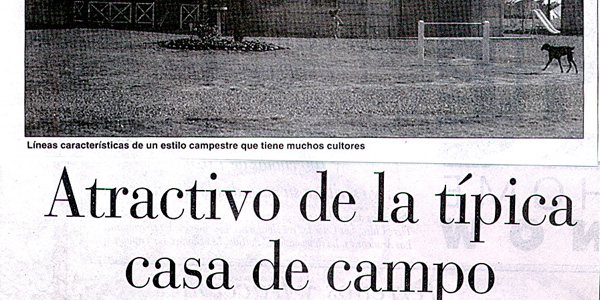 Líneas características de un estilo campestre que tiene muchos cultores
Atractivo de la típica
casa de campo